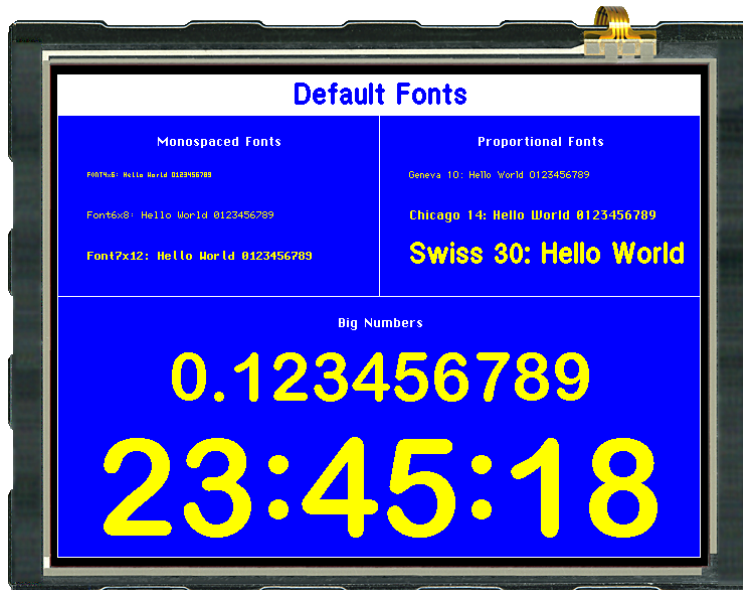 Default Fonts
Monospaced Fonts
FONT4x6: Hello World 0123456789
Font6x8: Hello World 0123456789
Font7x12: Hello World 0123456789
Proportional Fonts
Geneva 10: Hello World 0123456789
Chicago 14: Hello World 0123456789
Swiss 30: Hello World
Big Numbers
0.123456789
23:45:18